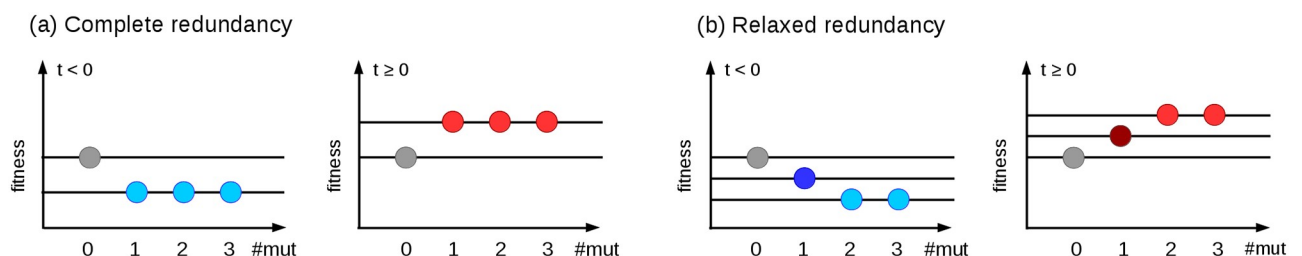 (a) Complete redundancy
(b) Relaxed redundancy
t < 0
t ≥ 0
t < 0
t ≥ 0
fitness
fitness
fitness
fitness
0 1 2 3 #mut
0 1 2 3 #mut
0 1 2 3 #mut
0 1 2 3 #mut